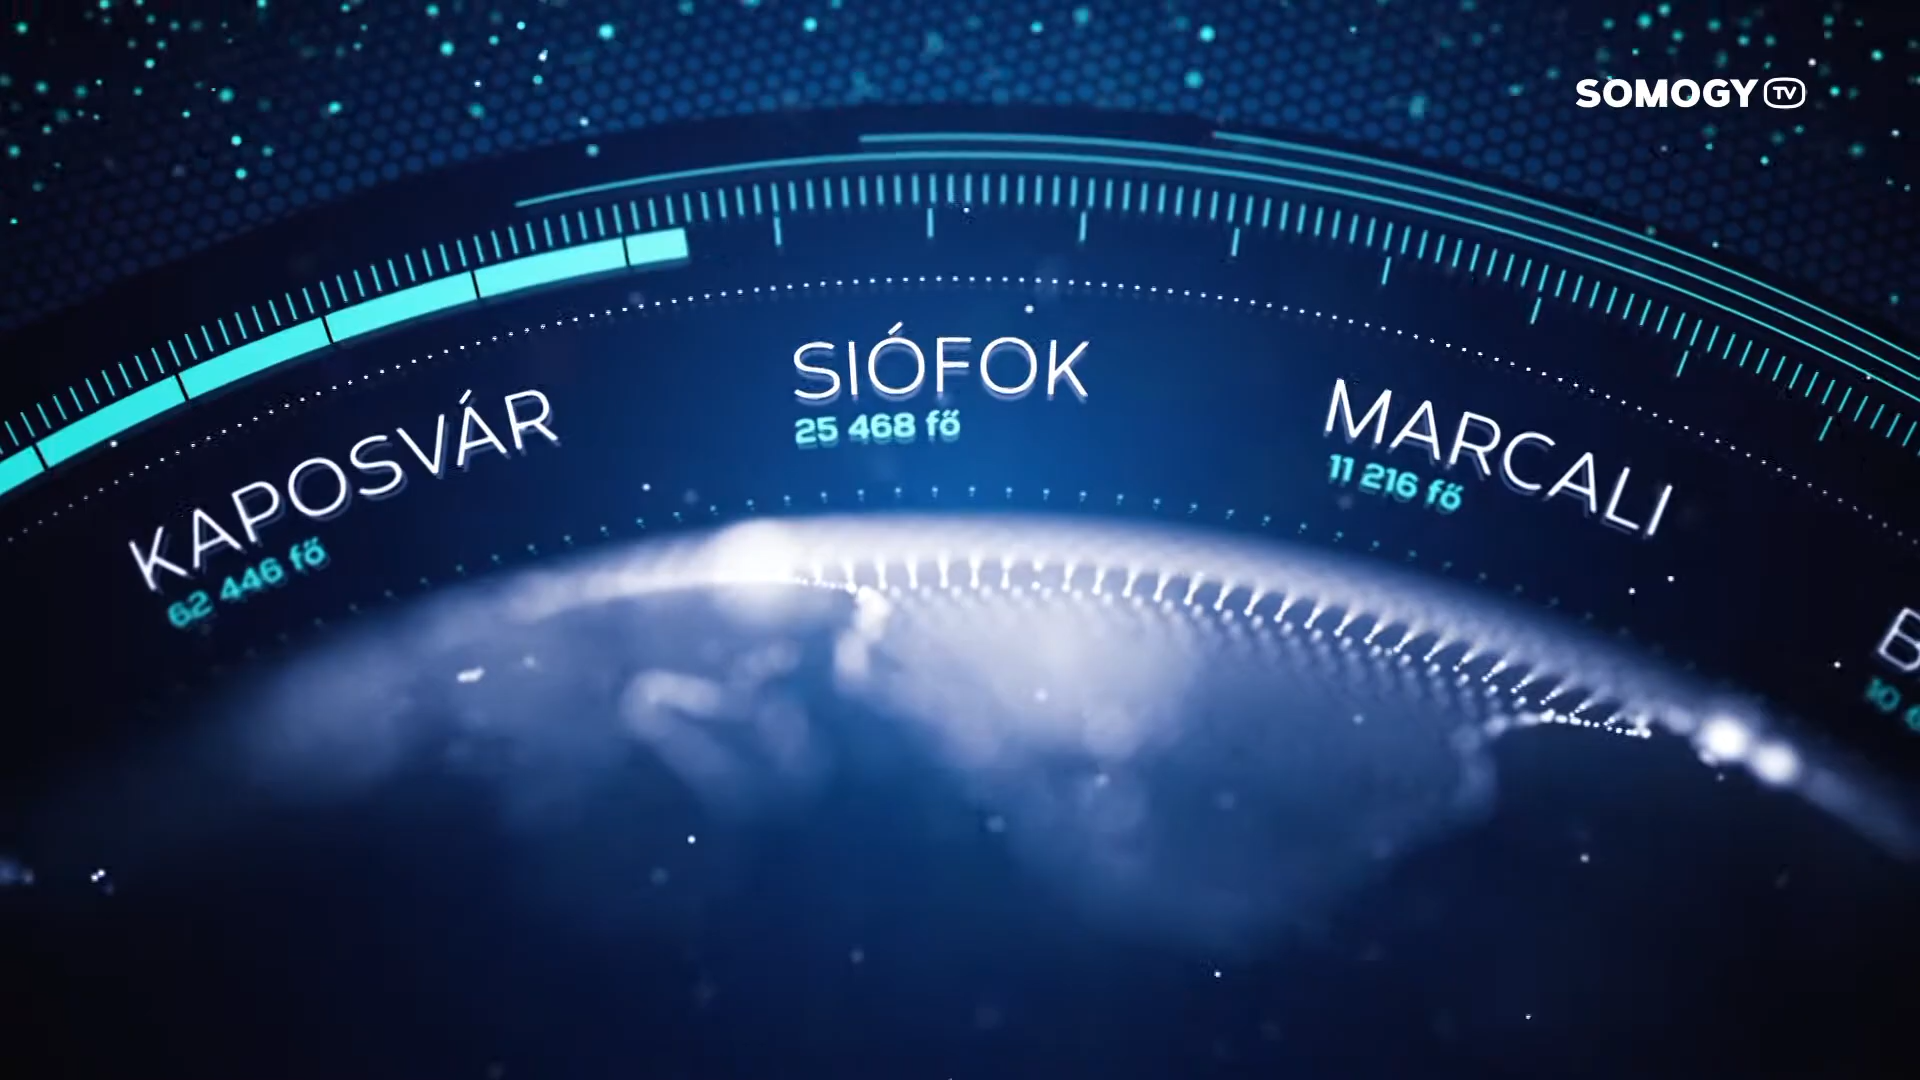 SOMOGY TV
KAPOSVÁR
62 446 fő
SIÓFOK
25 468 fő
MARCALI
11 216 fő